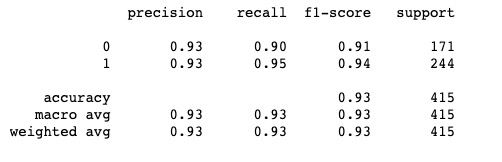 precision recall f1-score support
0 0.93 0.90 0.91 171
1 0.93 0.95 0.94 244
accuracy 0.93 415
macro avg 0.93 0.93 0.93 415
weighted avg 0.93 0.93 0.93 415